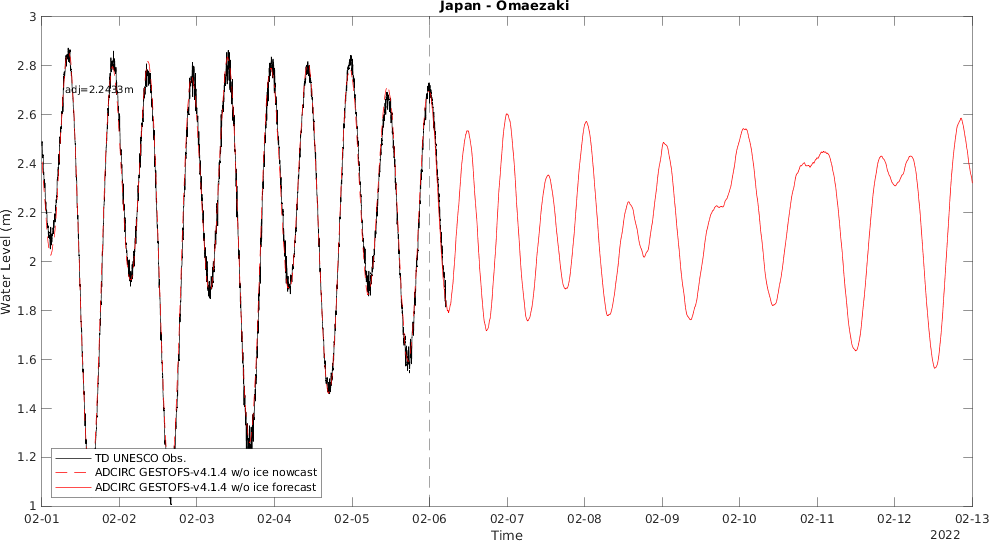 Japan - Omaezaki
3
2.8
2.6
2.4
2.2
2
1.8
1.6
1.4
1.2
1
Water Level (m)
adj=2.2433m
TD UNESCO Obs.
ADCIRC GESTOFS-v4.1.4 w/o ice nowcast
ADCIRC GESTOFS-v4.1.4 w/o ice forecast
02-01 02-02 02-03 02-04 02-05 02-06 02-07 02-08 02-09 02-10 02-11 02-12 02-13
Time
2022